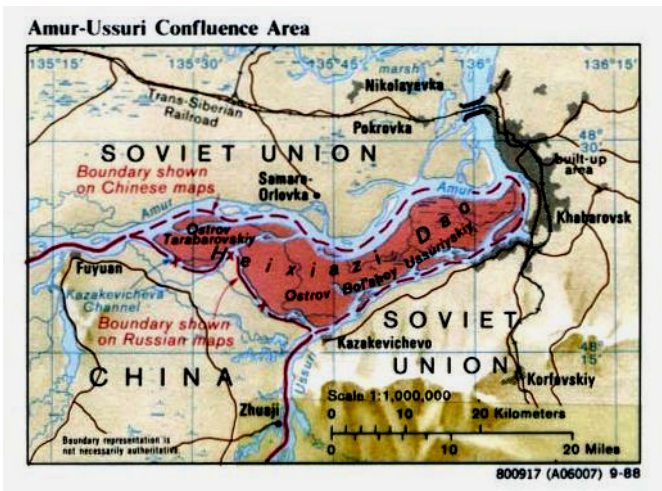 Amur-Ussuri Confluence Area
135°15'
135°30'
135°45'
136°
136°15'
marsh
Nikolayevka
Trans-Siberian
Railroad
Pokrovka
48°
30'
SOVIET UNION
built-up
area
Boundary shown
on Chinese maps
Samara-
Orlovka
Amur
Amur
Khabarovsk
Ostrov
Tarabarovskiy
Heixiazi Dao
Fuyuan
Ostrov
Bol'shoy
Ussuriyskiy
Kazakevicheva
Channel
Boundary shown
on Russian maps
SOVIET
UNION
Kazakevichevo
48°
15'
CHINA
Ussuri
Korfovskiy
Scale 1:1,000,000
0 10 20 Kilometers
Zhuaji
0 10 20 Miles
Boundary representation is
not necessarily authoritative.
800917 (A06007) 9-88